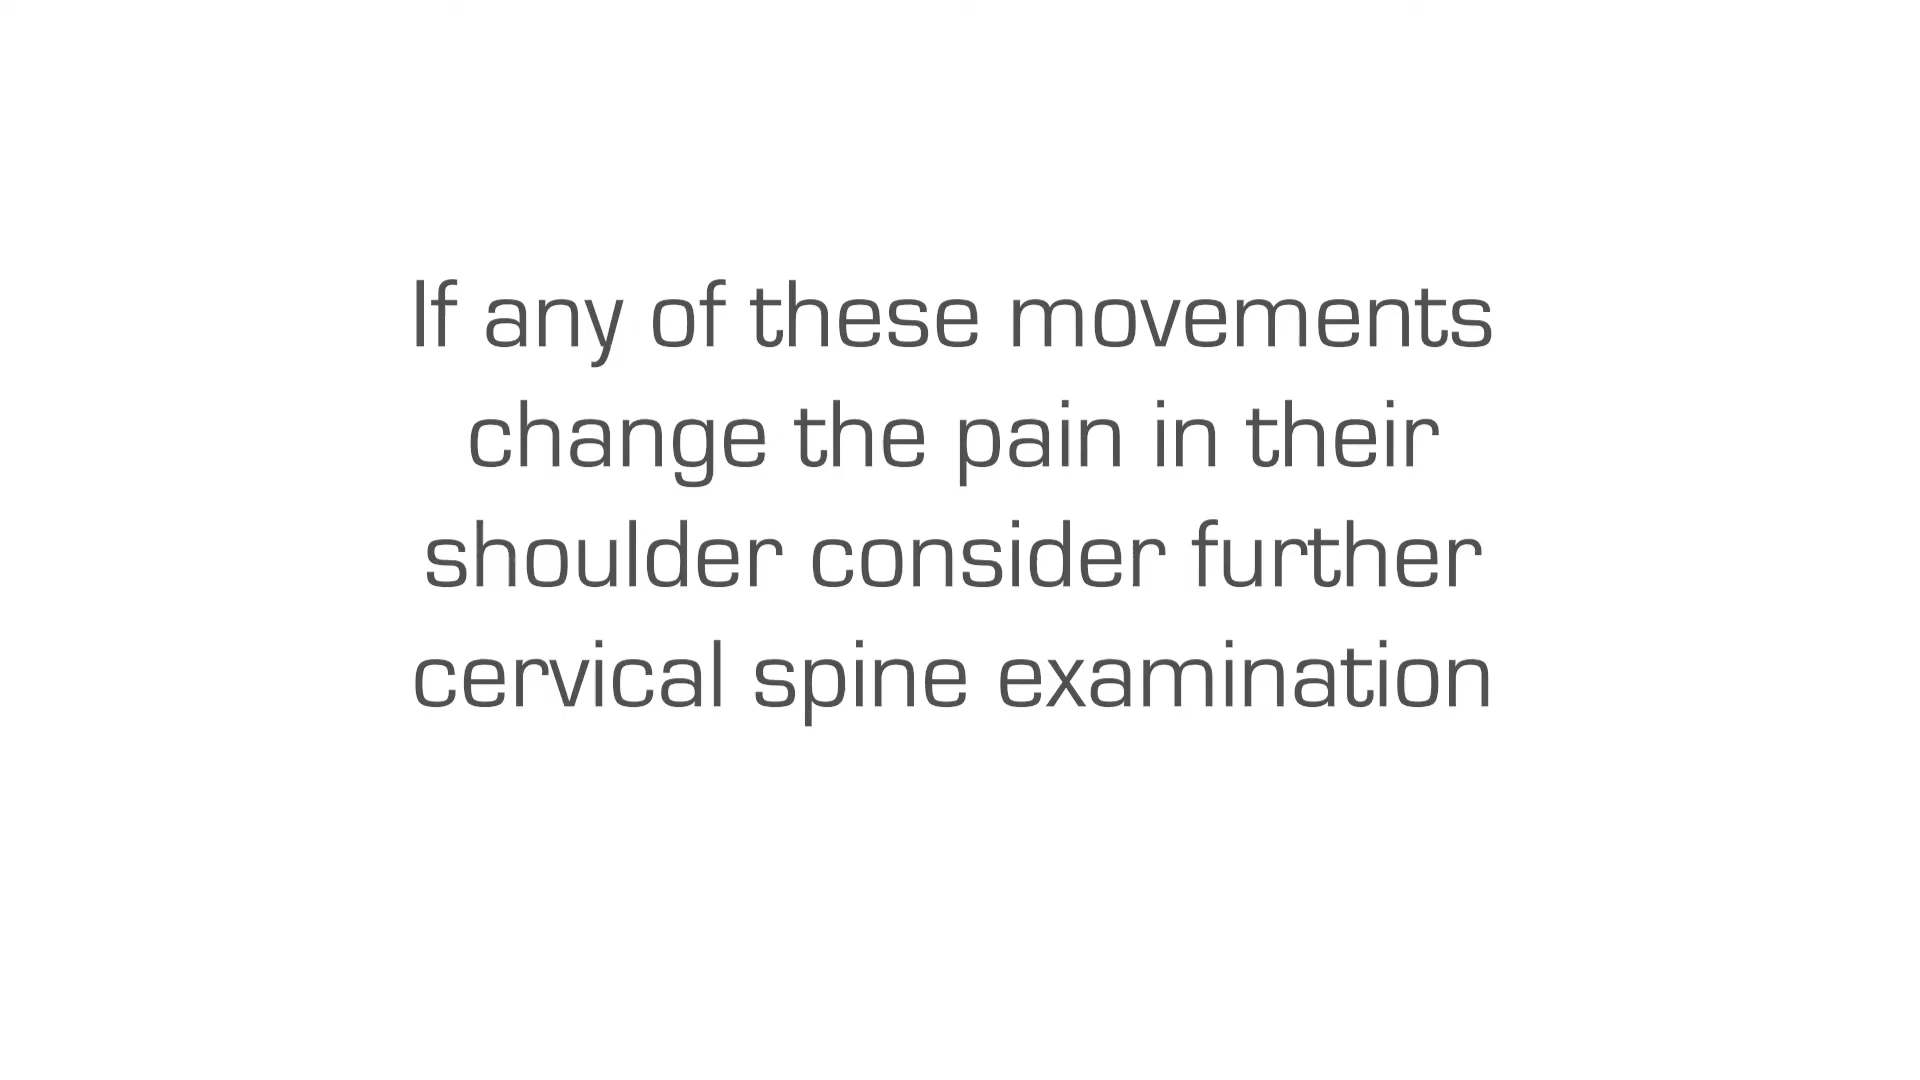 If any of these movements
change the pain in their
shoulder consider further
cervical spine examination